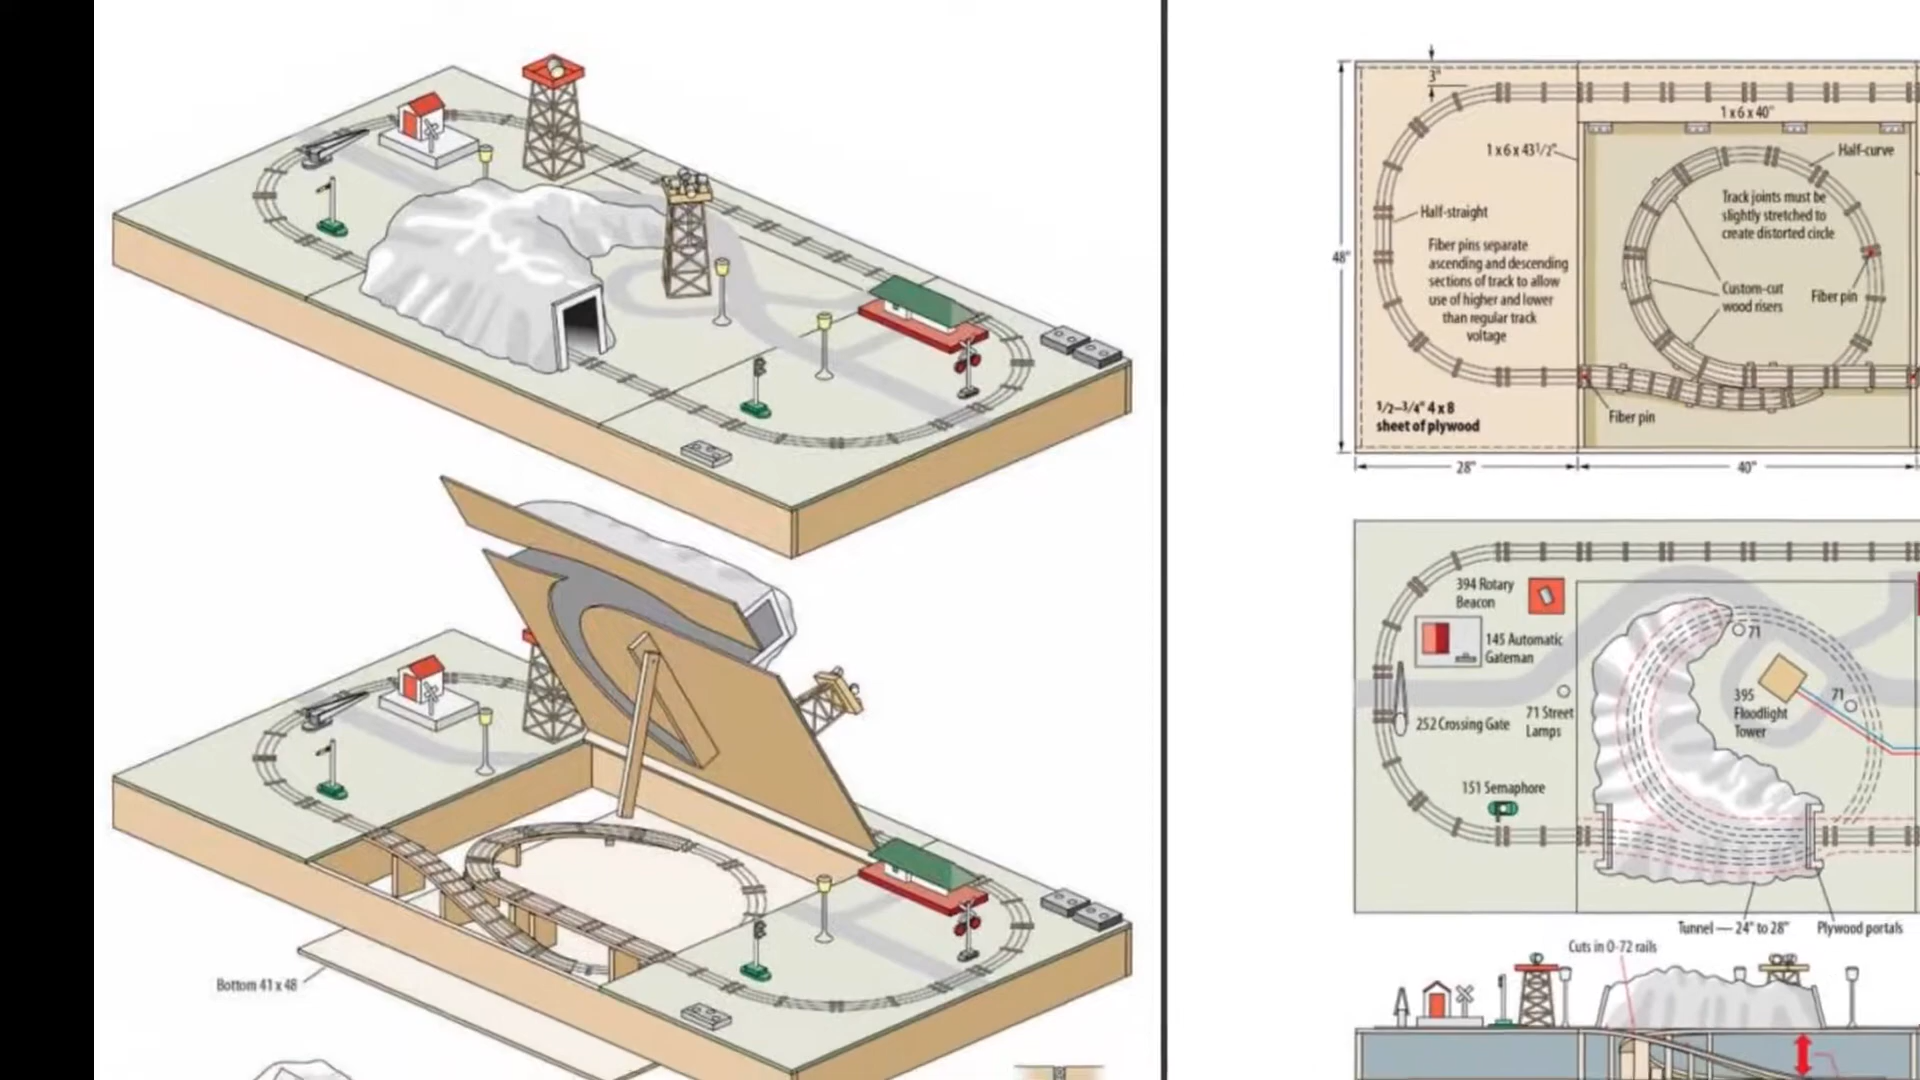 3"
1 x 6 x 40"
1 x 6 x 43 1/2"
Half-curve
Track joints must be
slightly stretched to
create distorted circle
Half-straight
Fiber pins separate
ascending and descending
sections of track to allow
use of higher and lower
than regular track
voltage
48"
Custom-cut
wood risers
Fiber pin
1/2–3/4" 4 x 8
sheet of plywood
Fiber pin
28"
40"
394 Rotary
Beacon
145 Automatic
Gateman
71
395
Floodlight
Tower
71
252 Crossing Gate
71 Street
Lamps
151 Semaphore
Tunnel — 24" to 28"
Plywood portals
Cuts in 0-72 rails
Bottom 41 x 48